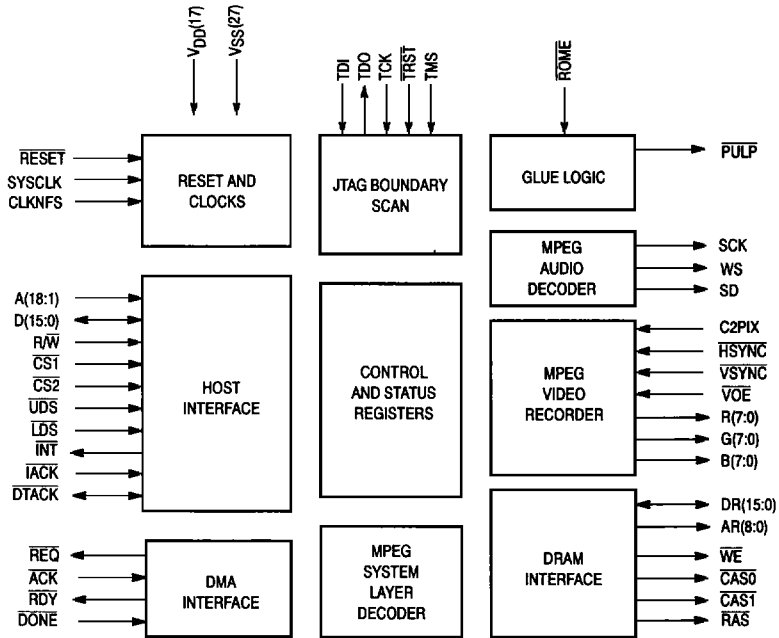 VDD(17)
VSS(27)
TDI
TDO
TCK
TRST
TMS
ROME
RESET
SYSCLK
CLKNFS
RESET AND
CLOCKS
JTAG BOUNDARY
SCAN
GLUE LOGIC
PULP
MPEG
AUDIO
DECODER
SCK
WS
SD
A(18:1)
D(15:0)
R/W
CS1
CS2
UDS
LDS
INT
IACK
DTACK
HOST
INTERFACE
CONTROL
AND STATUS
REGISTERS
MPEG
VIDEO
RECORDER
C2PIX
HSYNC
VSYNC
VOE
R(7:0)
G(7:0)
B(7:0)
REQ
ACK
RDY
DONE
DMA
INTERFACE
MPEG
SYSTEM
LAYER
DECODER
DRAM
INTERFACE
DR(15:0)
AR(8:0)
WE
CAS0
CAS1
RAS